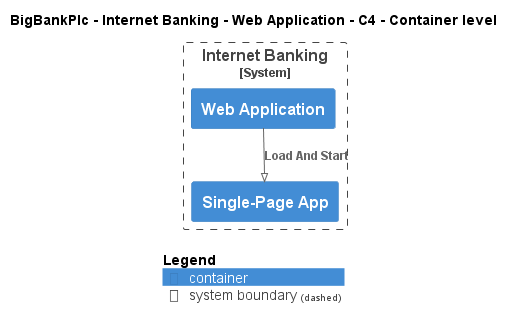 BigBankPlc - Internet Banking - Web Application - C4 - Container level
Internet Banking
[System]
Web Application
Load And Start
Single-Page App
Legend
container
system boundary (dashed)